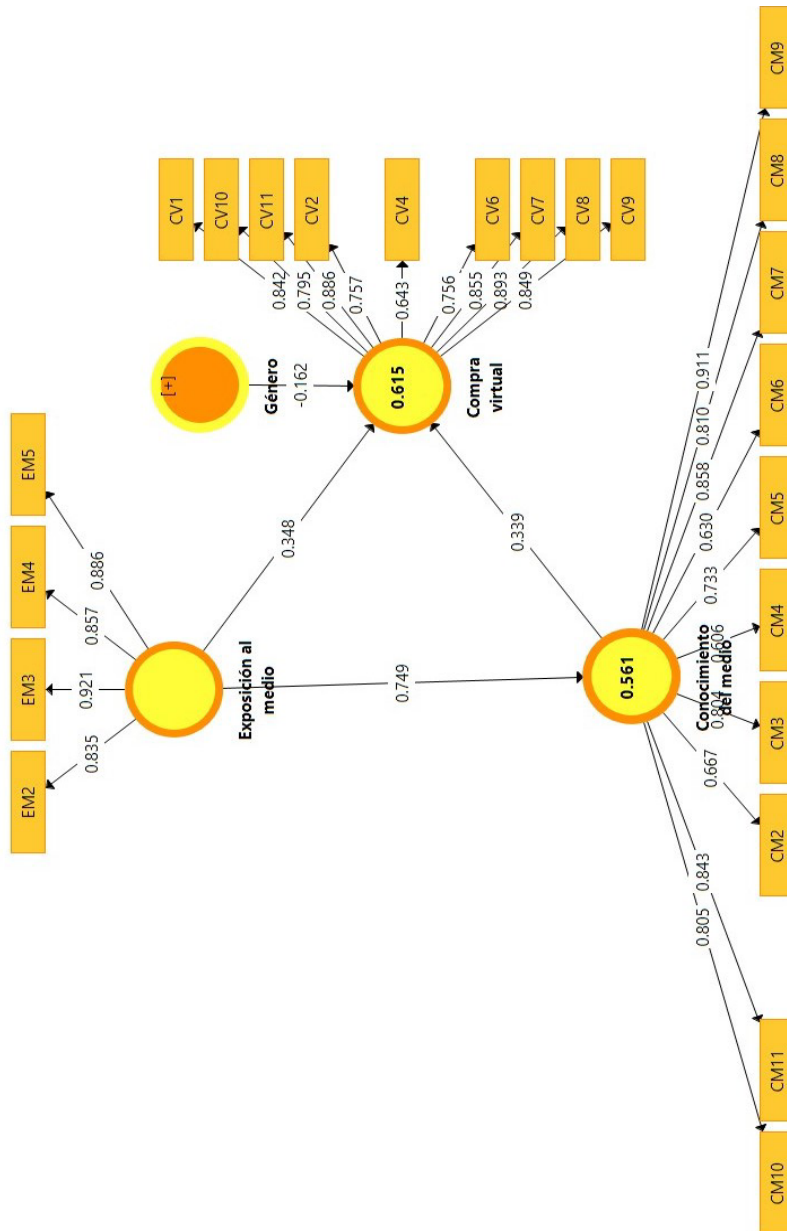 EM2
EM3
EM4
EM5
0.835
0.921
0.857
0.886
Exposición al
medio
[+]
Género
-0.162
0.348
0.749
0.339
CV1
CV10
CV11
CV2
CV4
CV6
CV7
CV8
CV9
0.842
0.795
0.886
0.757
0.643
0.756
0.855
0.893
0.849
0.615
Compra
virtual
0.561
Conocimiento
del medio
0.805
0.843
0.667
0.804
0.606
0.733
0.630
0.858
0.810
0.911
CM10
CM11
CM2
CM3
CM4
CM5
CM6
CM7
CM8
CM9